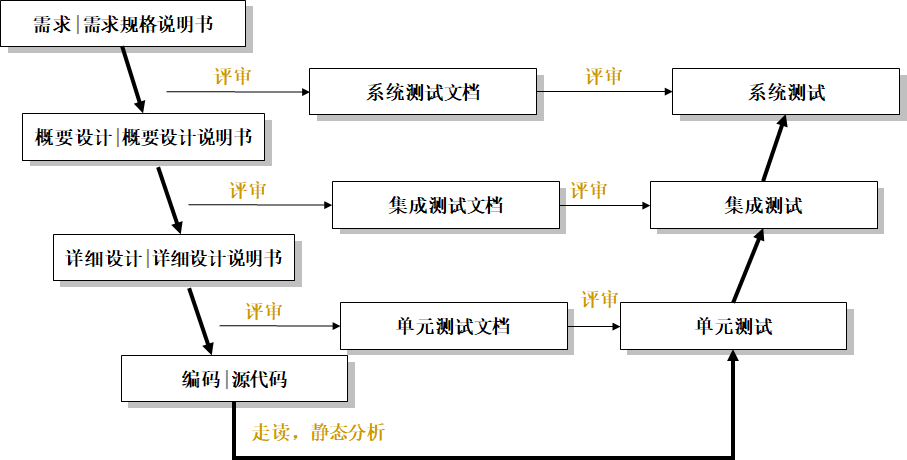 需求|需求规格说明书
评审
评审
系统测试文档
系统测试
概要设计|概要设计说明书
评审
评审
集成测试文档
集成测试
详细设计|详细设计说明书
评审
评审
单元测试文档
单元测试
编码|源代码
走读，静态分析